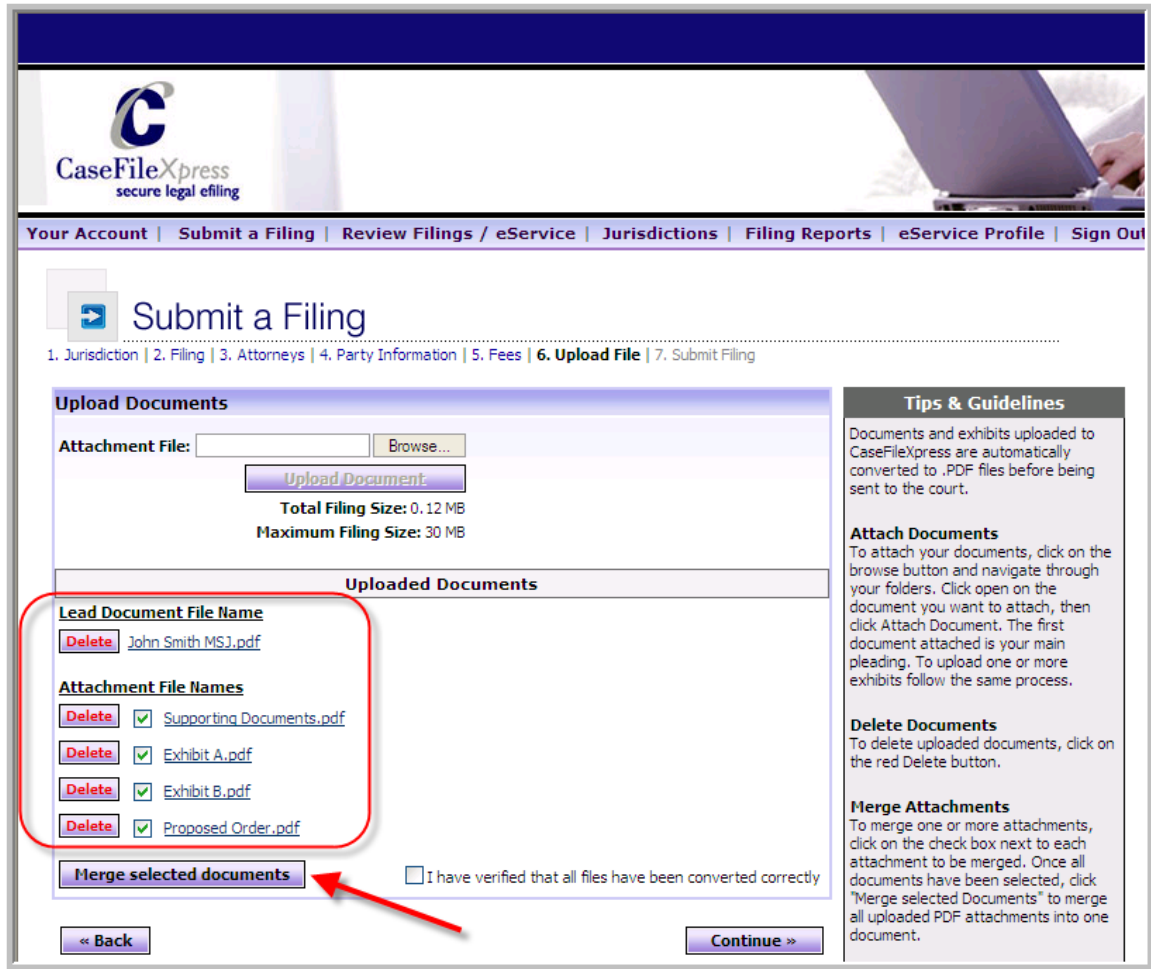 C
CaseFileXpress
secure legal efiling
Your Account | Submit a Filing | Review Filings / eService | Jurisdictions | Filing Reports | eService Profile | Sign Out
Submit a Filing
1. Jurisdiction | 2. Filing | 3. Attorneys | 4. Party Information | 5. Fees | 6. Upload File | 7. Submit Filing
Upload Documents
Attachment File: Browse...
Upload Document
Total Filing Size: 0.12 MB
Maximum Filing Size: 30 MB
Uploaded Documents
Lead Document File Name
Delete John Smith MSJ.pdf
Attachment File Names
Delete Supporting Documents.pdf
Delete Exhibit A.pdf
Delete Exhibit B.pdf
Delete Proposed Order.pdf
Merge selected documents
I have verified that all files have been converted correctly
« Back
Continue »
Tips & Guidelines
Documents and exhibits uploaded to
CaseFileXpress are automatically
converted to .PDF files before being
sent to the court.
Attach Documents
To attach your documents, click on the
browse button and navigate through
your folders. Click open on the
document you want to attach, then
click Attach Document. The first
document attached is your main
pleading. To upload one or more
exhibits follow the same process.
Delete Documents
To delete uploaded documents, click on
the red Delete button.
Merge Attachments
To merge one or more attachments,
click on the check box next to each
attachment to be merged. Once all
documents have been selected, click
"Merge selected Documents" to merge
all uploaded PDF attachments into one
document.